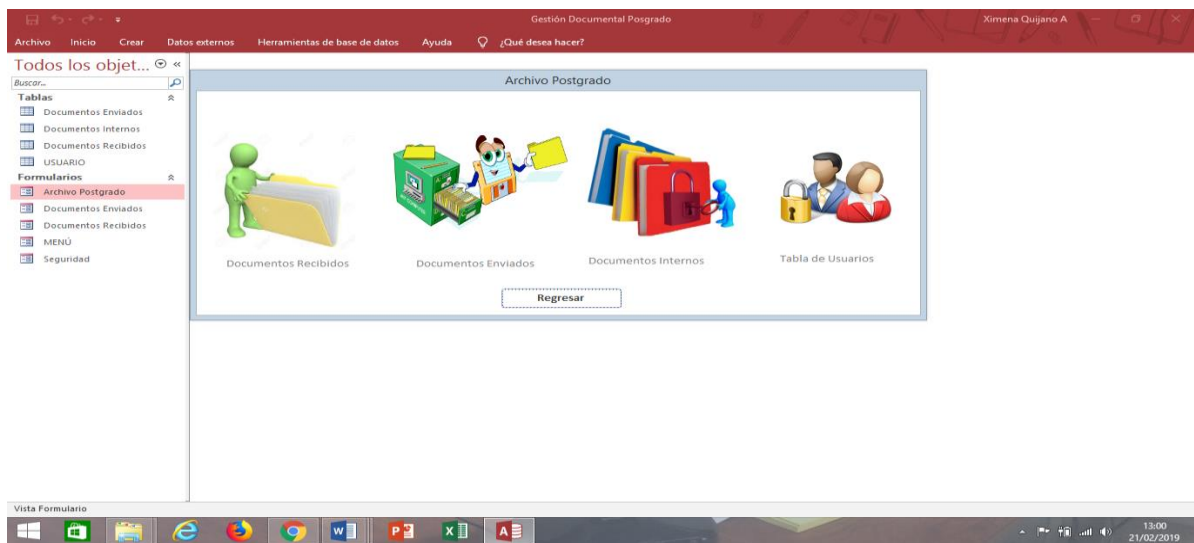 Gestión Documental Posgrado
Ximena Quijano A
Archivo Inicio Crear Datos externos Herramientas de base de datos Ayuda ¿Qué desea hacer?
Todos los objet...
Buscar...
Tablas
Documentos Enviados
Documentos Internos
Documentos Recibidos
USUARIO
Formularios
Archivo Postgrado
Documentos Enviados
Documentos Recibidos
MENÚ
Seguridad
Archivo Postgrado
Documentos Recibidos
Documentos Enviados
Documentos Internos
Tabla de Usuarios
Regresar
Vista Formulario
13:00
21/02/2019